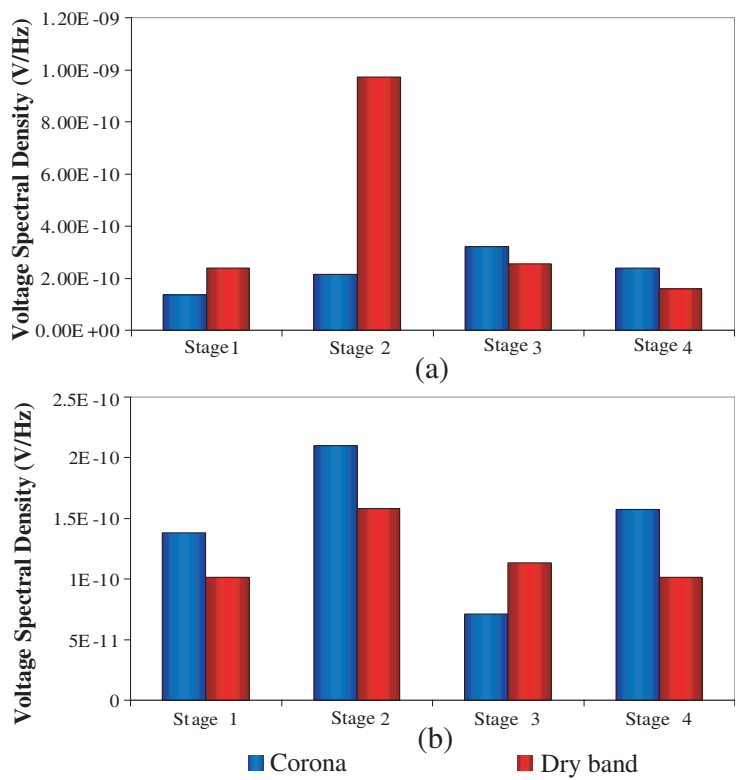 Voltage Spectral Density (V/Hz)
1.20E -09
1.00E -09
8.00E -10
6.00E -10
4.00E -10
2.00E -10
0.00E +00
Stage1
Stage 2
Stage 3
Stage 4
(a)
Voltage Spectral Density (V/Hz)
2.5E -10
2E -10
1.5E -10
1E -10
5E -11
0
Stage 1
Stage 2
Stage 3
Stage 4
(b)
Corona
Dry band